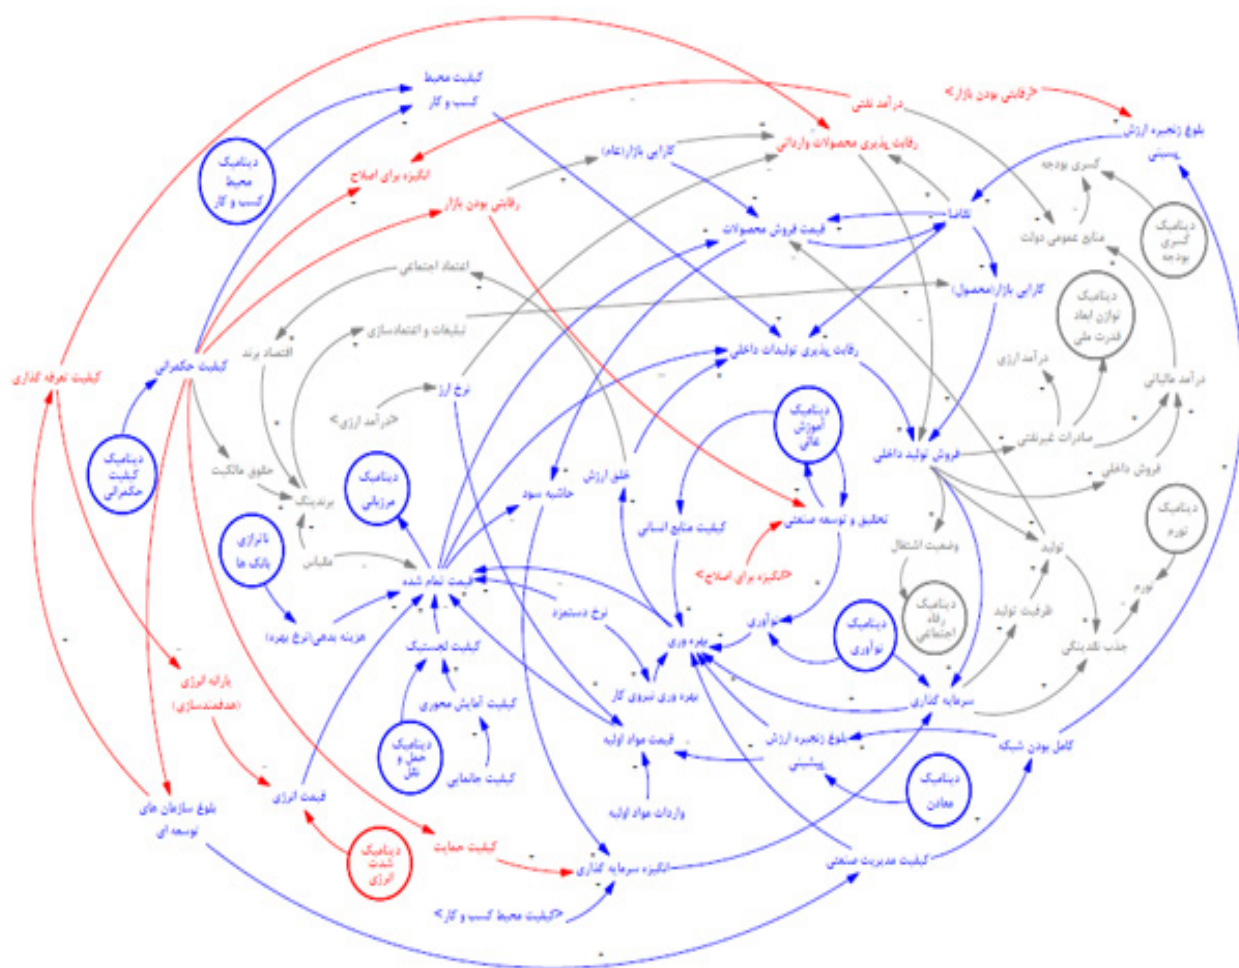 کیفیت محیط
کسب و کار
درآمد نفتی
<رقابتی بودن بازار>
بلوغ زنجیره ارزش
پسینی
دینامیک
محیط
کسب و کار
انگیزه برای اصلاح
رقابتی بودن بازار
کارایی بازار(عام)
رقابت پذیری محصولات وارداتی
کسری بودجه
تقاضا
قیمت فروش محصولات
منابع عمومی دولت
دینامیک
کسری
بودجه
اعتماد اجتماعی
کارایی بازار(محصول)
دینامیک
توازن ابعاد
قدرت ملی
تبلیغات و اعتمادسازی
اقتصاد برند
کیفیت حکمرانی
کیفیت تعرفه گذاری
رقابت پذیری تولیدات داخلی
درآمد ارزی
درآمد مالیاتی
نرخ ارز
<درآمد ارزی>
دینامیک
آموزش
عالی
صادرات غیرنفتی
فروش تولید داخلی
فروش داخلی
دینامیک
کیفیت
حکمرانی
حقوق مالکیت
برندینگ
دینامیک
مرزبانی
حاشیه سود
خلق ارزش
کیفیت منابع انسانی
تحقیق و توسعه صنعتی
وضعیت اشتغال
تولید
دینامیک
تورم
ناترازی
بانک ها
مقیاس
قیمت تمام شده
<انگیزه برای اصلاح>
تورم
هزینه بدهی(نرخ بهره)
نرخ دستمزد
نوآوری
بهره وری
دینامیک
نوآوری
دینامیک
رفاه
اجتماعی
ظرفیت تولید
جذب نقدینگی
کیفیت لجستیک
یارانه انرژی
(هدفمندسازی)
کیفیت آمایش محوری
بهره وری نیروی کار
سرمایه گذاری
دینامیک
حمل و
نقل
کیفیت جانمایی
قیمت مواد اولیه
بلوغ زنجیره ارزش
پیشینی
کامل بودن شبکه
دینامیک
معادن
بلوغ سازمان های
توسعه ای
قیمت انرژی
واردات مواد اولیه
دینامیک
شدت
انرژی
کیفیت حمایت
انگیزه سرمایه گذاری
کیفیت مدیریت صنعتی
<کیفیت محیط کسب و کار>